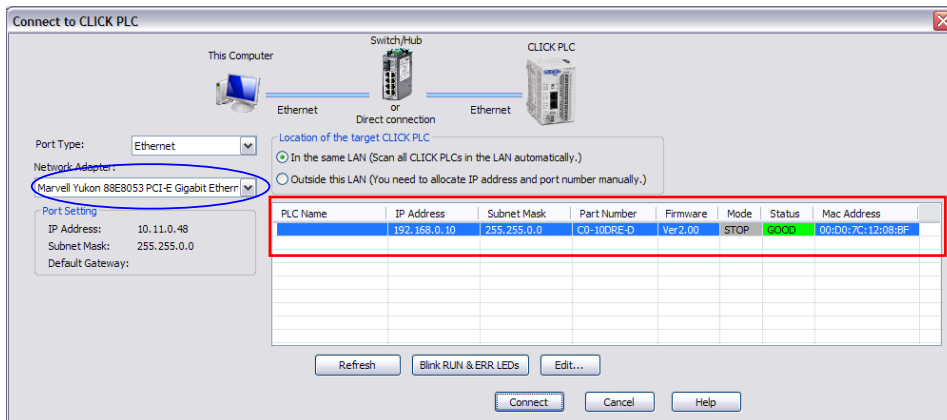 Connect to CLICK PLC
This Computer
Switch/Hub
CLICK PLC
Ethernet
or
Direct connection
Ethernet
Port Type:
Ethernet
Network Adapter:
Marvell Yukon 88E8053 PCI-E Gigabit Ethern
Port Setting
IP Address: 10.11.0.48
Subnet Mask: 255.255.0.0
Default Gateway:
Location of the target CLICK PLC
In the same LAN (Scan all CLICK PLCs in the LAN automatically.)
Outside this LAN (You need to allocate IP address and port number manually.)
PLC Name IP Address Subnet Mask Part Number Firmware Mode Status Mac Address
192.168.0.10 255.255.0.0 C0-10DRE-D Ver2.00 STOP GOOD 00:D0:7C:12:08:BF
Refresh Blink RUN & ERR LEDs Edit...
Connect Cancel Help